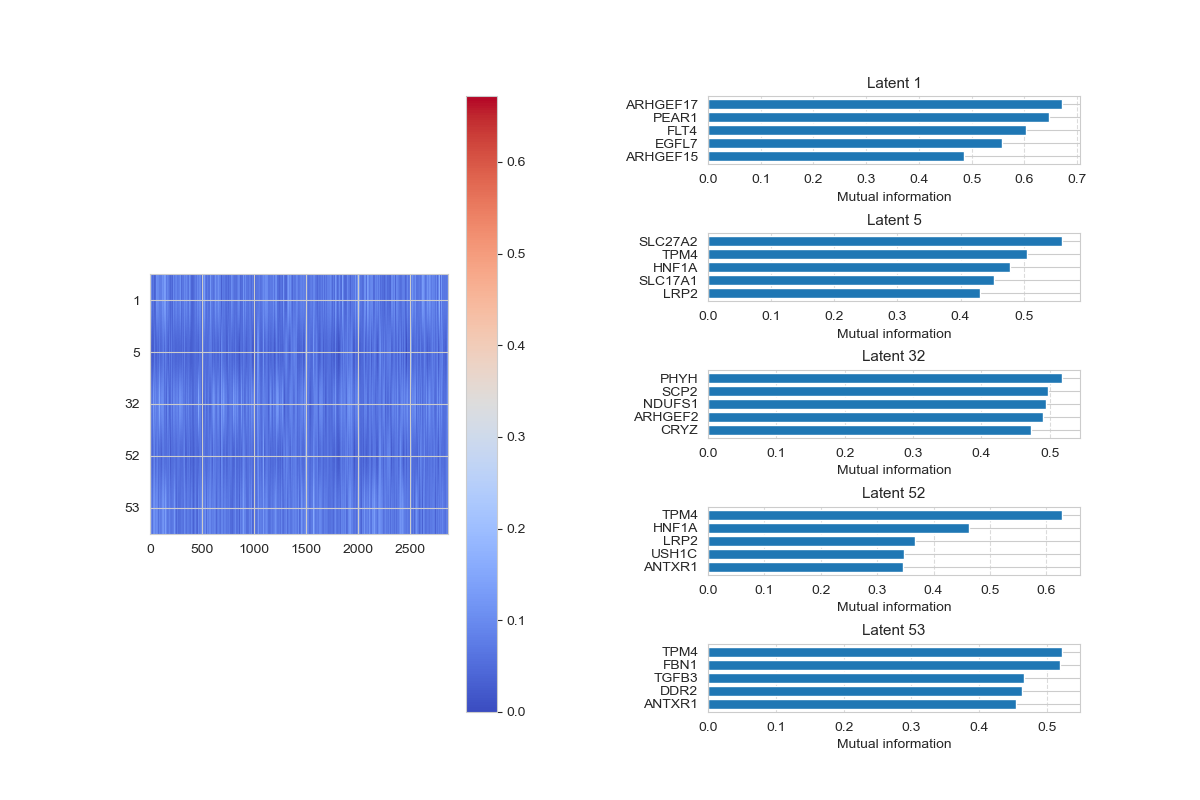 1
5
32
52
53
0 500 1000 1500 2000 2500
0.6
0.5
0.4
0.3
0.2
0.1
0.0
Latent 1
ARHGEF17
PEAR1
FLT4
EGFL7
ARHGEF15
0.0 0.1 0.2 0.3 0.4 0.5 0.6 0.7
Mutual information
Latent 5
SLC27A2
TPM4
HNF1A
SLC17A1
LRP2
0.0 0.1 0.2 0.3 0.4 0.5
Mutual information
Latent 32
PHYH
SCP2
NDUFS1
ARHGEF2
CRYZ
0.0 0.1 0.2 0.3 0.4 0.5
Mutual information
Latent 52
TPM4
HNF1A
LRP2
USH1C
ANTXR1
0.0 0.1 0.2 0.3 0.4 0.5 0.6
Mutual information
Latent 53
TPM4
FBN1
TGFB3
DDR2
ANTXR1
0.0 0.1 0.2 0.3 0.4 0.5
Mutual information